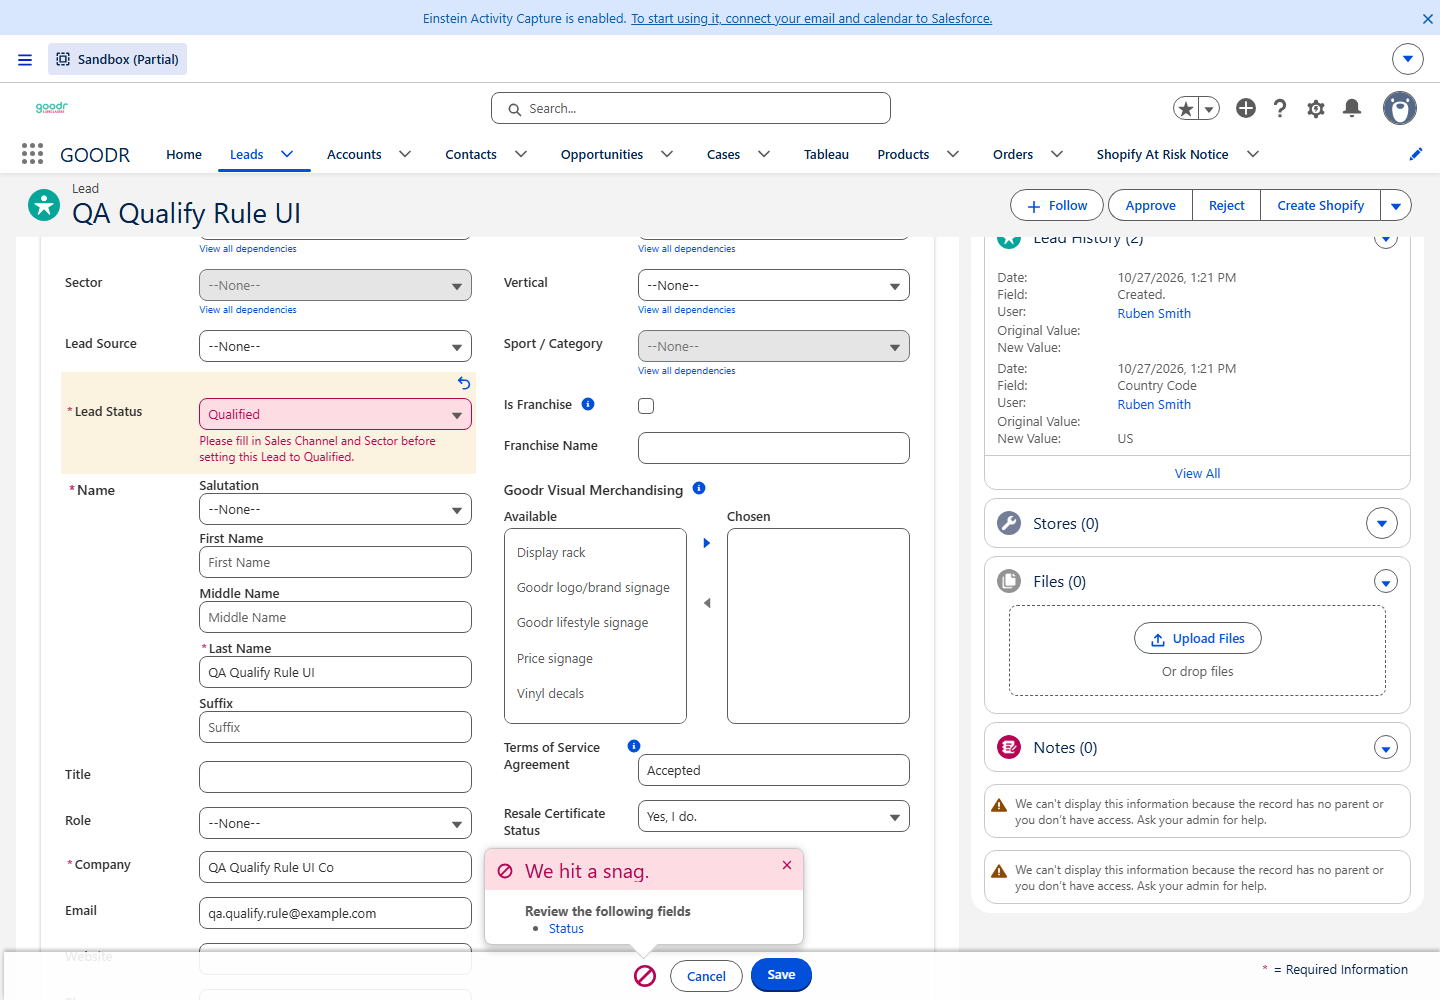 Einstein Activity Capture is enabled. To start using it, connect your email and calendar to Salesforce.
Sandbox (Partial)
goodr
Search...
GOODR
Home
Leads
Accounts
Contacts
Opportunities
Cases
Tableau
Products
Orders
Shopify At Risk Notice
Lead
QA Qualify Rule UI
Follow
Approve
Reject
Create Shopify
View all dependencies
View all dependencies
Sector
--None--
View all dependencies
Vertical
--None--
View all dependencies
Lead Source
--None--
Sport / Category
--None--
View all dependencies
*Lead Status
Qualified
Please fill in Sales Channel and Sector before
setting this Lead to Qualified.
Is Franchise
Franchise Name
*Name
Salutation
--None--
First Name
First Name
Middle Name
Middle Name
*Last Name
QA Qualify Rule UI
Suffix
Suffix
Goodr Visual Merchandising
Available
Chosen
Display rack
Goodr logo/brand signage
Goodr lifestyle signage
Price signage
Vinyl decals
Title
Terms of Service
Agreement
Accepted
Role
--None--
Resale Certificate
Status
Yes, I do.
*Company
QA Qualify Rule UI Co
Email
qa.qualify.rule@example.com
Website
We hit a snag.
Review the following fields
• Status
Cancel
Save
* = Required Information
Lead History (2)
Date: 10/27/2026, 1:21 PM
Field: Created.
User: Ruben Smith
Original Value:
New Value:
Date: 10/27/2026, 1:21 PM
Field: Country Code
User: Ruben Smith
Original Value:
New Value: US
View All
Stores (0)
Files (0)
Upload Files
Or drop files
Notes (0)
We can't display this information because the record has no parent or
you don't have access. Ask your admin for help.
We can't display this information because the record has no parent or
you don't have access. Ask your admin for help.